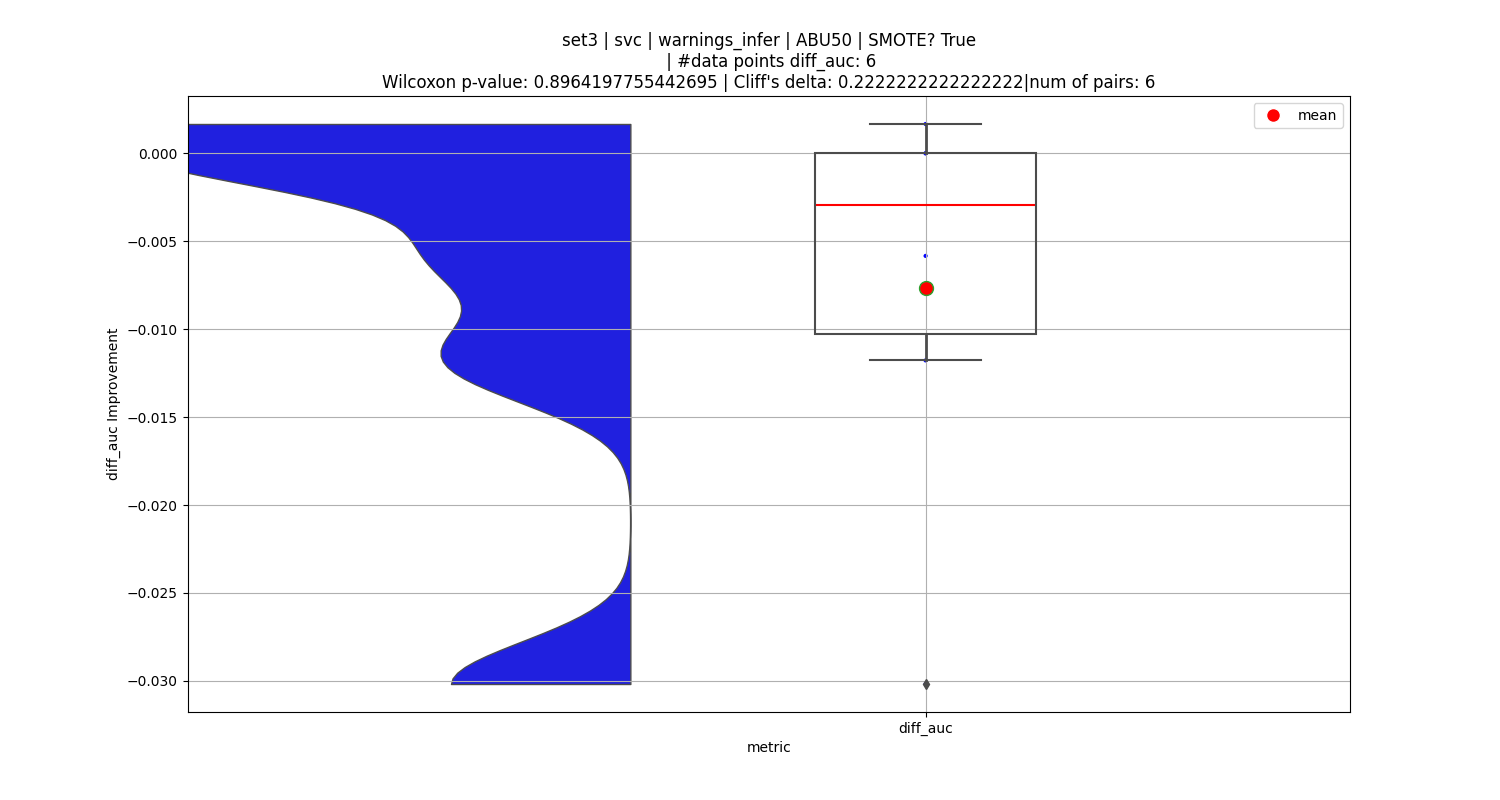 set3 | svc | warnings_infer | ABU50 | SMOTE? True
| #data points diff_auc: 6
Wilcoxon p-value: 0.8964197755442695 | Cliff's delta: 0.2222222222222222|num of pairs: 6
mean
0.000
−0.005
−0.010
−0.015
−0.020
−0.025
−0.030
diff_auc Improvement
diff_auc
metric